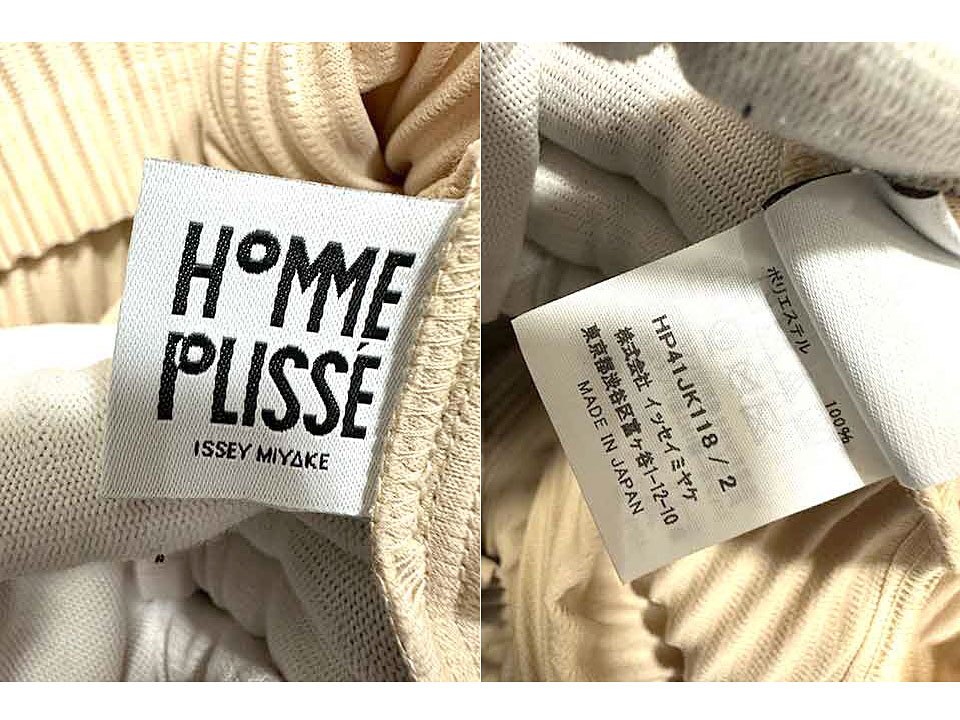 HOMME
PLISSÉ
ISSEY MIYAKE
ポリエステル 100%
HP41JK118 / 2
株式会社 イッセイミヤケ
東京都渋谷区富ヶ谷1-12-10
MADE IN JAPAN